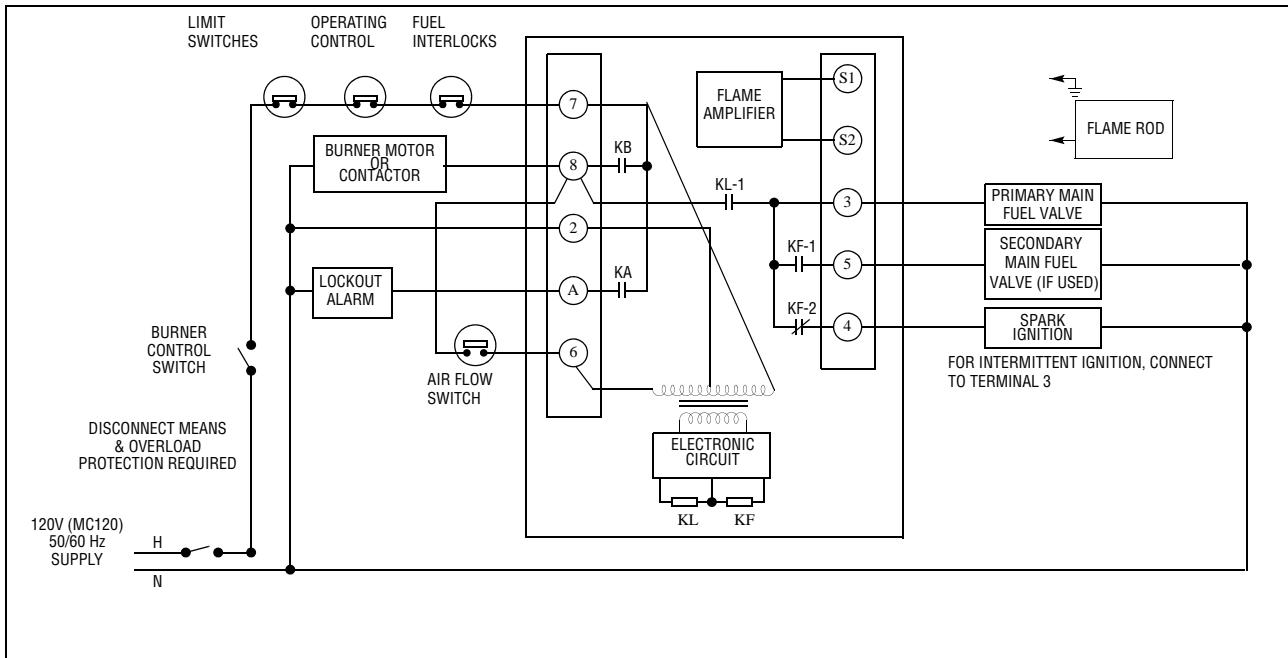 LIMIT
SWITCHES
OPERATING
CONTROL
FUEL
INTERLOCKS
7
BURNER MOTOR
OR
CONTACTOR
8
KB
2
LOCKOUT
ALARM
A
KA
6
AIR FLOW
SWITCH
BURNER
CONTROL
SWITCH
DISCONNECT MEANS
& OVERLOAD
PROTECTION REQUIRED
120V (MC120)
50/60 Hz
SUPPLY
H
N
FLAME
AMPLIFIER
S1
S2
KL-1
3
KF-1
5
KF-2
4
ELECTRONIC
CIRCUIT
KL
KF
FLAME ROD
PRIMARY MAIN
FUEL VALVE
SECONDARY
MAIN FUEL
VALVE (IF USED)
SPARK
IGNITION
FOR INTERMITTENT IGNITION, CONNECT
TO TERMINAL 3